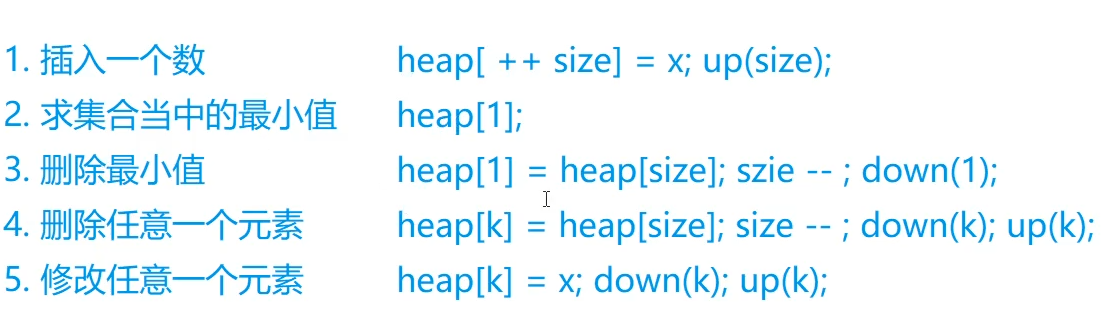 1. 插入一个数 heap[ ++ size] = x; up(size);
2. 求集合当中的最小值 heap[1];
3. 删除最小值 heap[1] = heap[size]; szie -- ; down(1);
4. 删除任意一个元素 heap[k] = heap[size]; size -- ; down(k); up(k);
5. 修改任意一个元素 heap[k] = x; down(k); up(k);